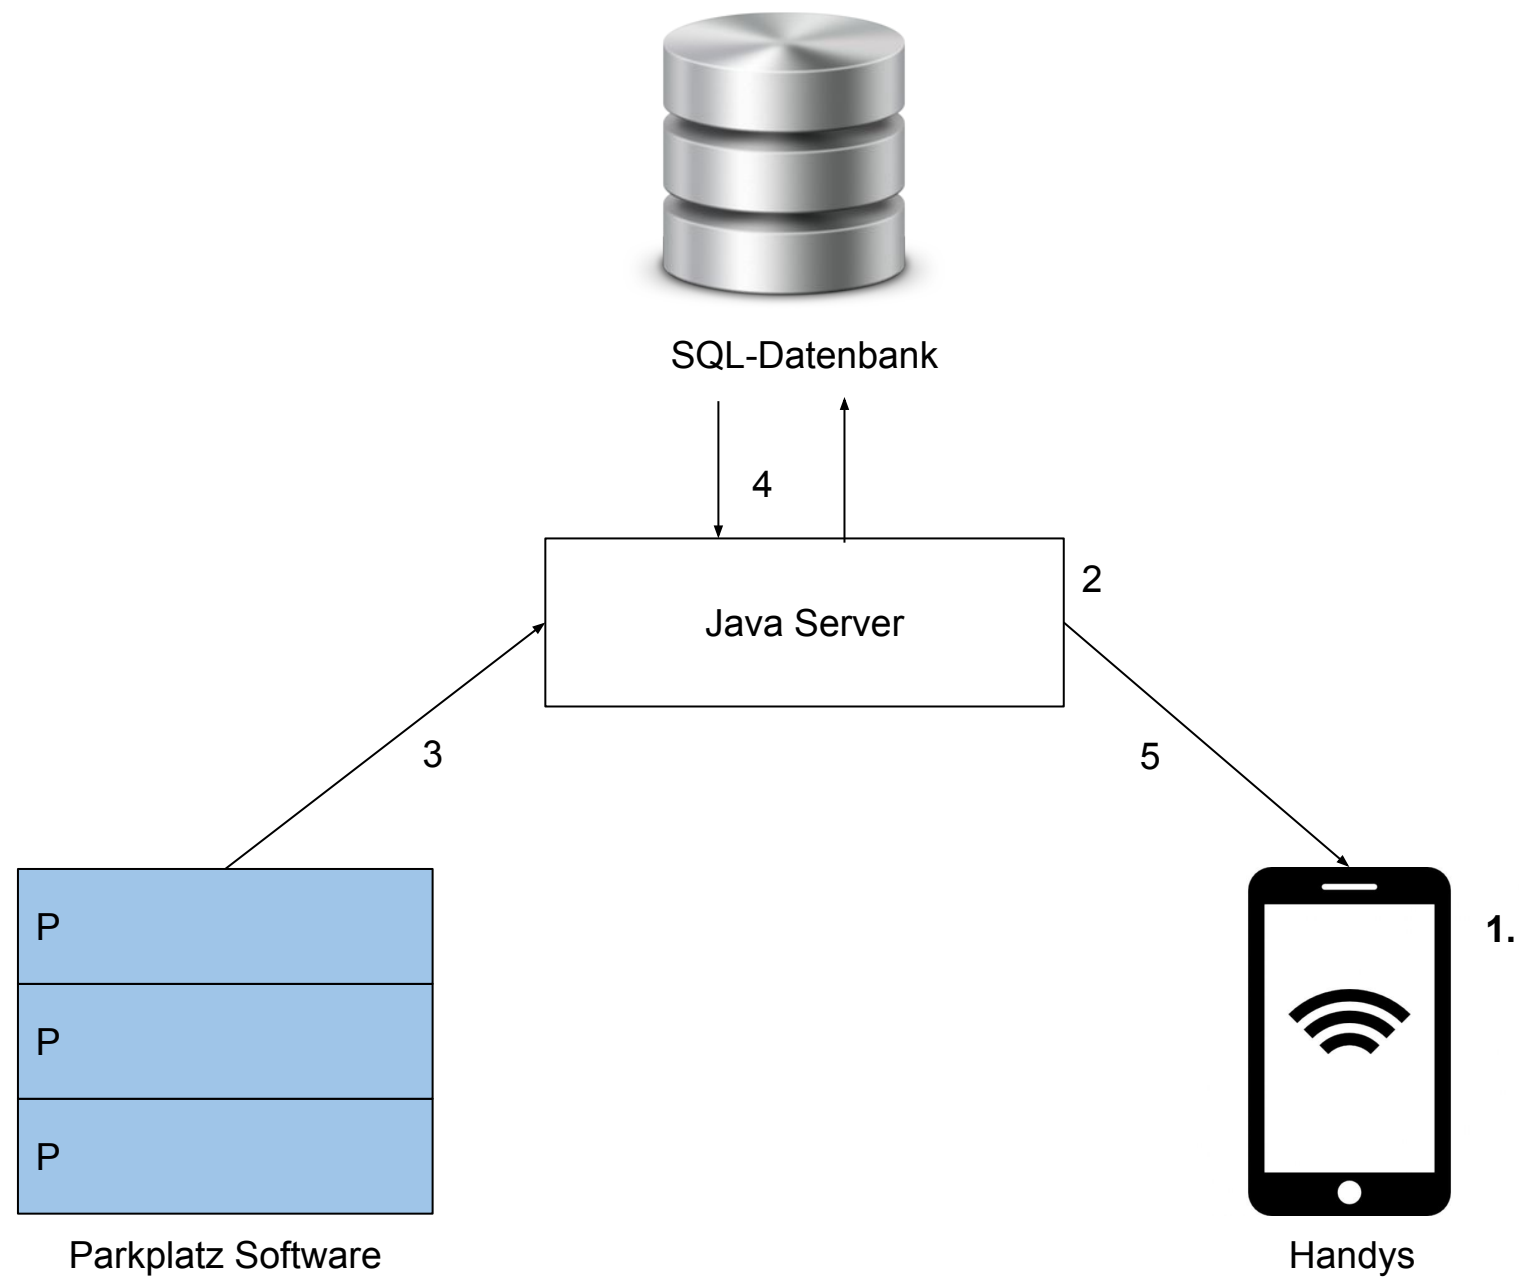 SQL-Datenbank
4
2
Java Server
3
5
P
1.
P
P
Parkplatz Software
Handys